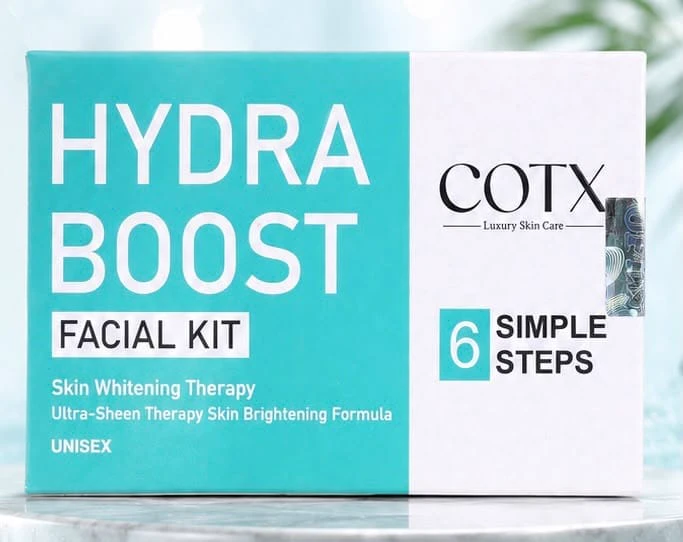 HYDRA
BOOST
FACIAL KIT
Skin Whitening Therapy
Ultra-Sheen Therapy Skin Brightening Formula
UNISEX
COTX
Luxury Skin Care
6 SIMPLE
STEPS